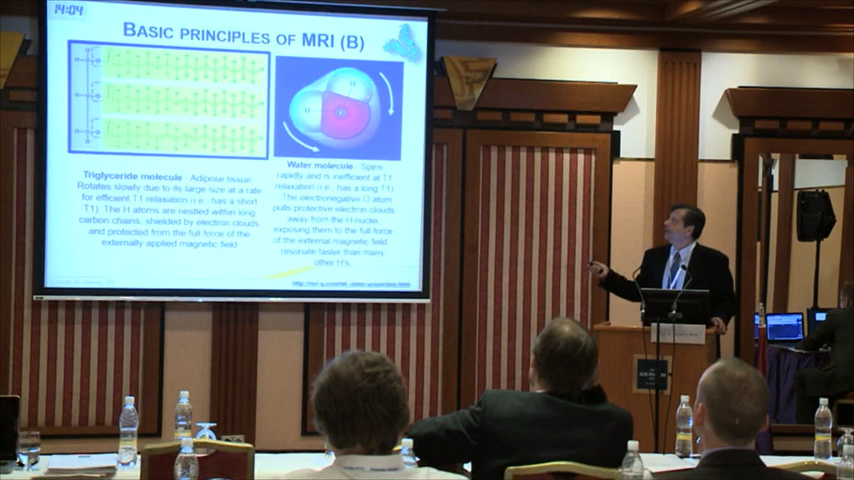 14:04
BASIC PRINCIPLES OF MRI (B)
Triglyceride molecule - Adipose tissue
Rotates slowly due to its large size at a rate
for efficient T1 relaxation (i.e., has a short
T1). The H atoms are nestled within long
carbon chains, shielded by electron clouds
and protected from the full force of the
externally applied magnetic field
H
H
O
Water molecule - Spins
rapidly and is inefficient at T1
relaxation (i.e., has a long T1)
The electronegative O atom
pulls protective electron clouds
away from the H nuclei,
exposing them to the full force
of the external magnetic field
resonate faster than many
other H's.